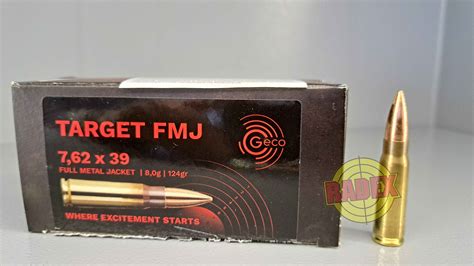 TARGET FMJ
Geco
7,62 x 39
FULL METAL JACKET | 8,0g | 124gr
WHERE EXCITEMENT STARTS
BADEX